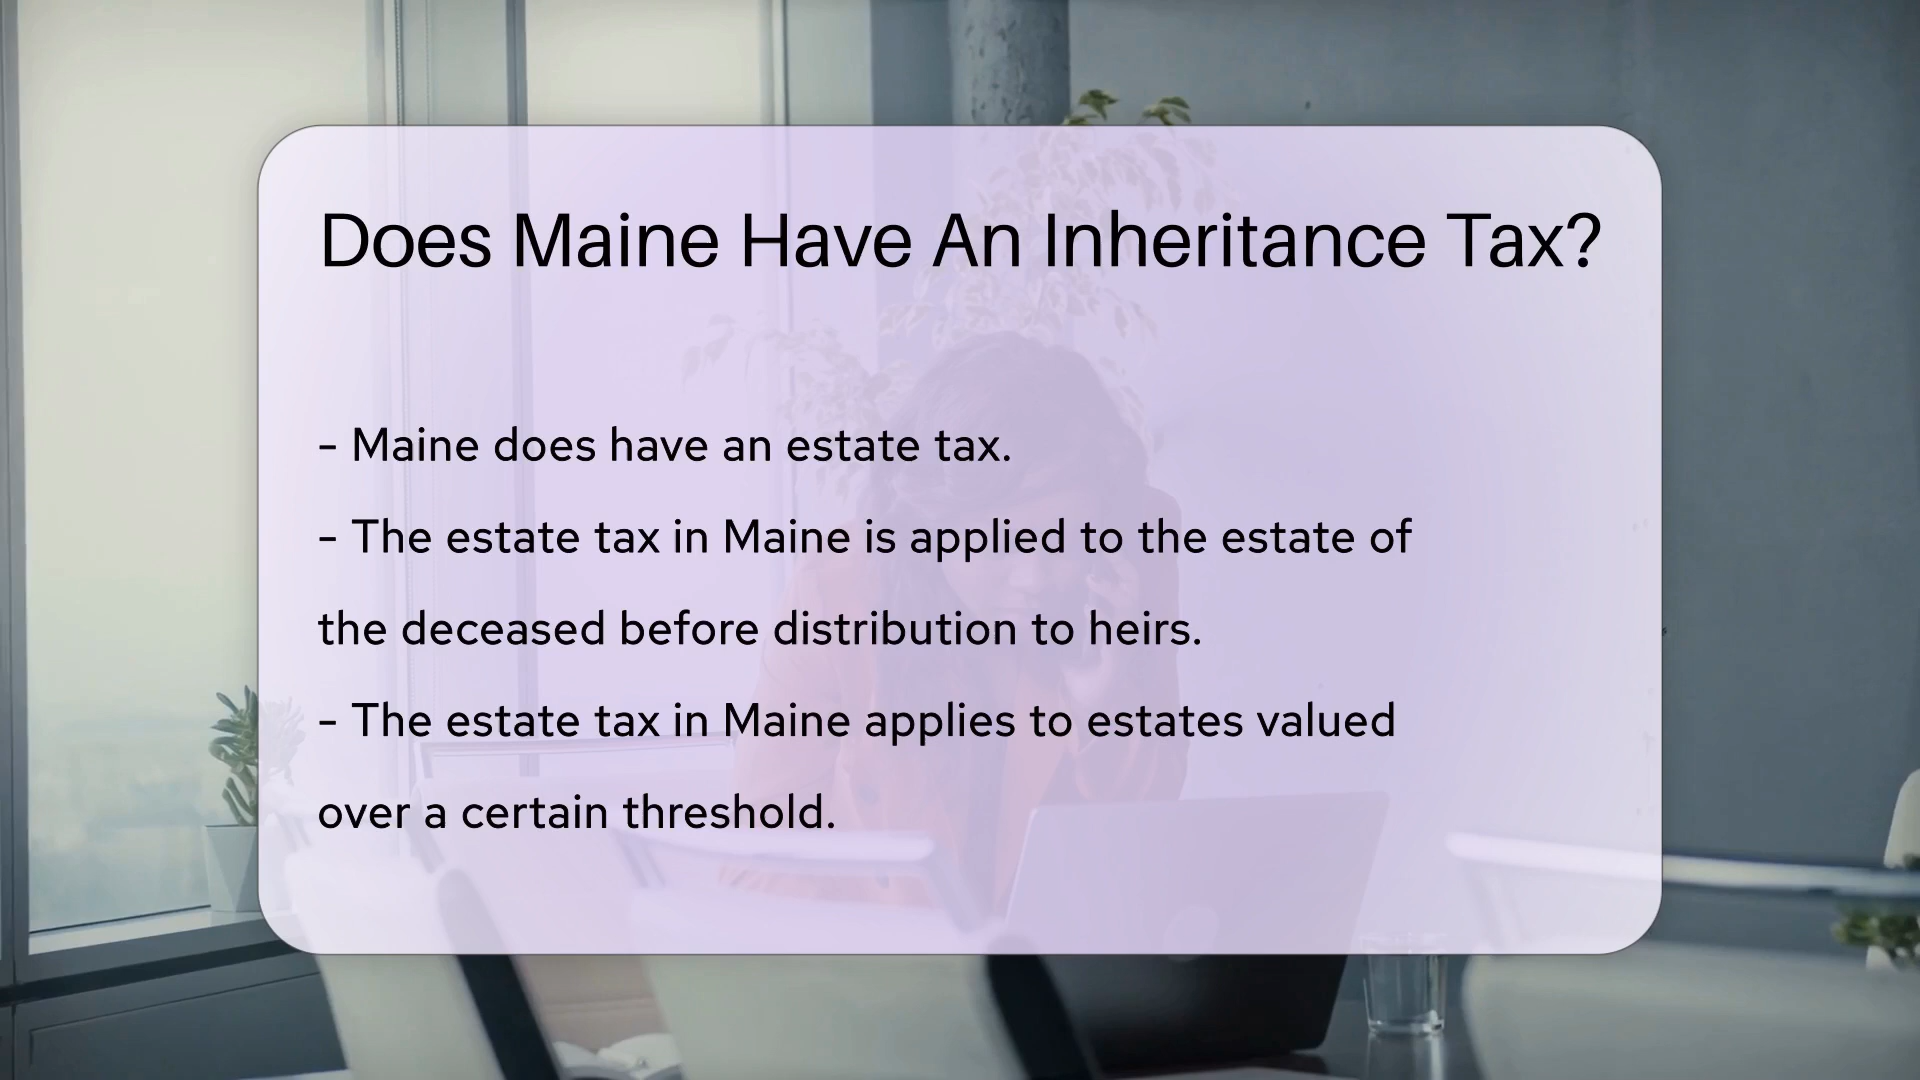 Does Maine Have An Inheritance Tax?
- Maine does have an estate tax.
- The estate tax in Maine is applied to the estate of
the deceased before distribution to heirs.
- The estate tax in Maine applies to estates valued
over a certain threshold.